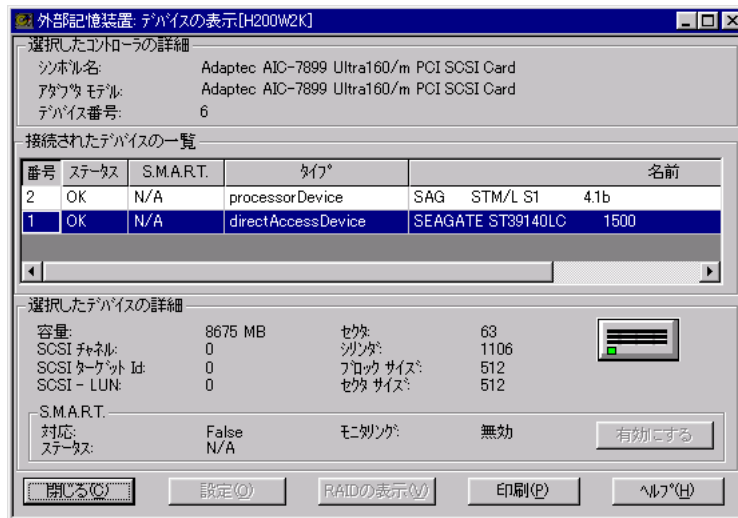 外部記憶装置: ﾃﾞﾊﾞｲｽの表示[H200W2K]
選択したｺﾝﾄﾛｰﾗの詳細
ｼﾝﾎﾞﾙ名: Adaptec AIC-7899 Ultra160/m PCI SCSI Card
ｱﾀﾞﾌﾟﾀ ﾓﾃﾞﾙ: Adaptec AIC-7899 Ultra160/m PCI SCSI Card
ﾃﾞﾊﾞｲｽ番号: 6
接続されたﾃﾞﾊﾞｲｽの一覧
番号 ｽﾃｰﾀｽ S.M.A.R.T. ﾀｲﾌﾟ 名前
2 OK N/A processorDevice SAG STM/L S1 4.1b
1 OK N/A directAccessDevice SEAGATE ST39140LC 1500
選択したﾃﾞﾊﾞｲｽの詳細
容量: 8675 MB ｾｸﾀ: 63
SCSI ﾁｬﾈﾙ: 0 ｼﾘﾝﾀﾞ: 1106
SCSI ﾀｰｹﾞｯﾄ Id: 0 ﾌﾞﾛｯｸ ｻｲｽﾞ: 512
SCSI - LUN: 0 ｾｸﾀ ｻｲｽﾞ: 512
S.M.A.R.T.
対応: False ﾓﾆﾀﾘﾝｸﾞ: 無効 有効にする
ｽﾃｰﾀｽ: N/A
閉じる(C) 設定(O) RAIDの表示(V) 印刷(P) ﾍﾙﾌﾟ(H)